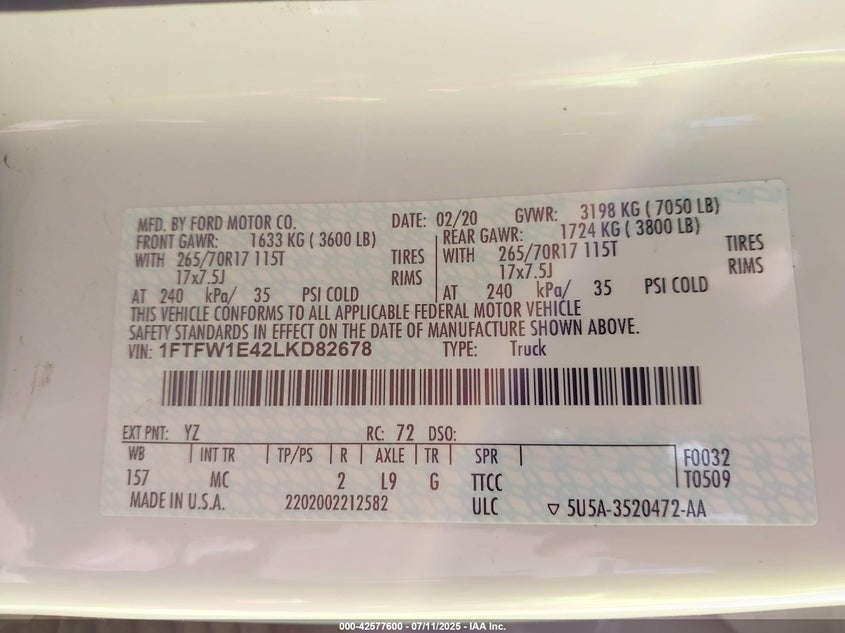 MFD. BY FORD MOTOR CO. DATE: 02/20 GVWR: 3198 KG ( 7050 LB)
FRONT GAWR: 1633 KG ( 3600 LB) REAR GAWR: 1724 KG ( 3800 LB)
WITH 265/70R17 115T TIRES WITH 265/70R17 115T TIRES
17x7.5J RIMS 17x7.5J RIMS
AT 240 kPa/ 35 PSI COLD AT 240 kPa/ 35 PSI COLD
THIS VEHICLE CONFORMS TO ALL APPLICABLE FEDERAL MOTOR VEHICLE
SAFETY STANDARDS IN EFFECT ON THE DATE OF MANUFACTURE SHOWN ABOVE.
VIN: 1FTFW1E42LKD82678 TYPE: Truck
EXT PNT: YZ RC: 72 DSO:
WB INT TR TP/PS R AXLE TR SPR F0032
157 MC 2 L9 G TTCC T0509
MADE IN U.S.A. 2202002212582 ULC ▽ 5U5A-3520472-AA
000-42577600 - 07/11/2025 - IAA Inc.